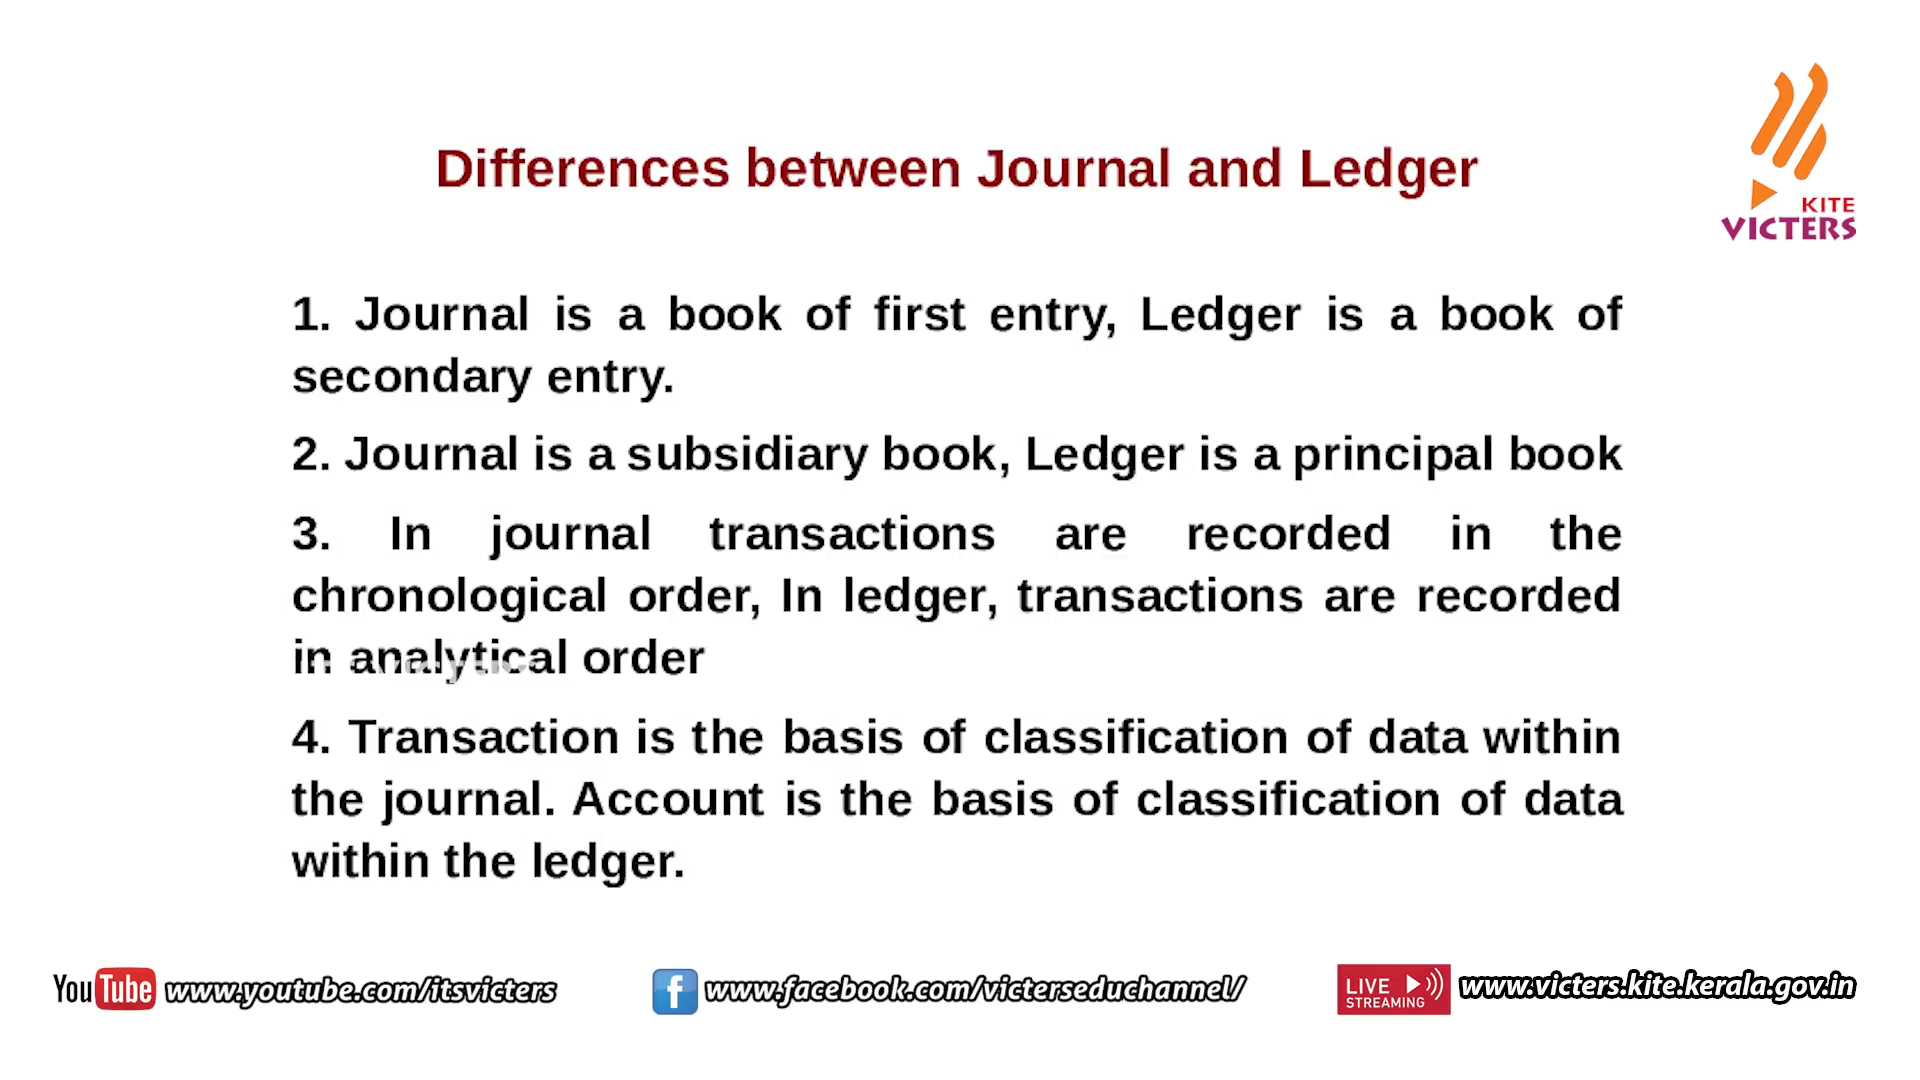 Differences between Journal and Ledger
KITE
VICTERS
1. Journal is a book of first entry, Ledger is a book of
secondary entry.
2. Journal is a subsidiary book, Ledger is a principal book
3. In journal transactions are recorded in the
chronological order, In ledger, transactions are recorded
in analytical order
4. Transaction is the basis of classification of data within
the journal. Account is the basis of classification of data
within the ledger.
YouTube www.youtube.com/itsvicters
f www.facebook.com/victerseduchannel/
LIVE
STREAMING
www.victers.kite.kerala.gov.in